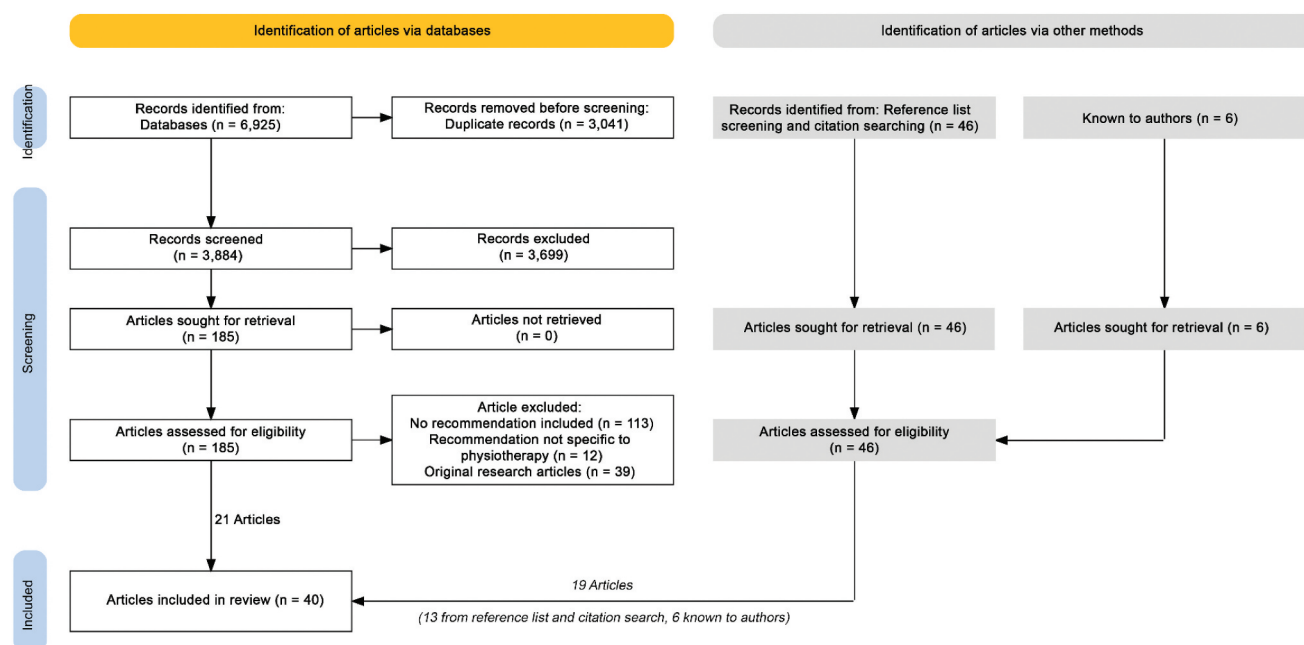 Identification of articles via databases
Identification of articles via other methods
Identification
Records identified from:
Databases (n = 6,925)
Records removed before screening:
Duplicate records (n = 3,041)
Records identified from: Reference list
screening and citation searching (n = 46)
Known to authors (n = 6)
Screening
Records screened
(n = 3,884)
Records excluded
(n = 3,699)
Articles sought for retrieval
(n = 185)
Articles not retrieved
(n = 0)
Articles sought for retrieval (n = 46)
Articles sought for retrieval (n = 6)
Articles assessed for eligibility
(n = 185)
Article excluded:
No recommendation included (n = 113)
Recommendation not specific to
physiotherapy (n = 12)
Original research articles (n = 39)
Articles assessed for eligibility
(n = 46)
21 Articles
Included
Articles included in review (n = 40)
19 Articles
(13 from reference list and citation search, 6 known to authors)